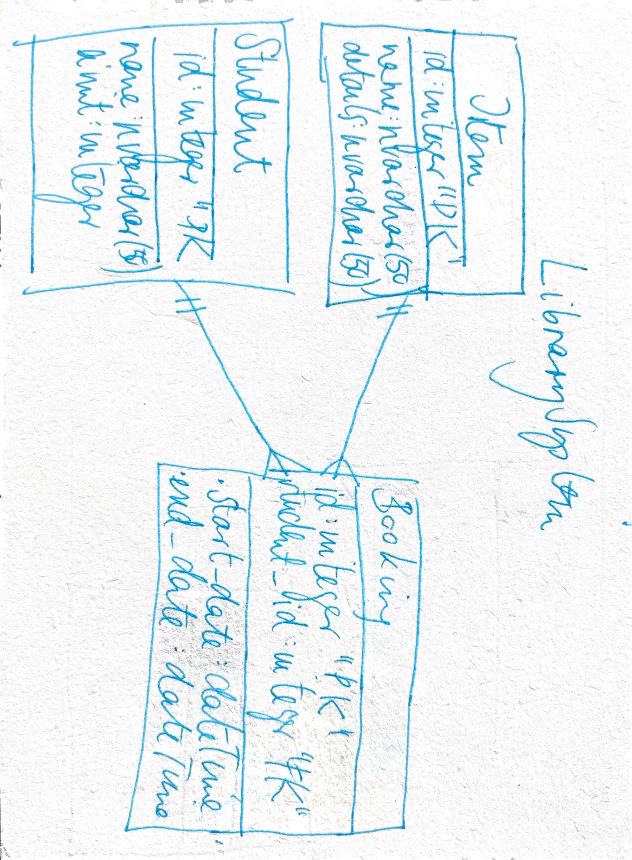 Library System
Item
id:integer "PK"
name:nvarchar(50
details:nvarchar(50)
Student
id:integer "PK
name:nvarchar(50)
:integer
Booking
id:integer "PK"
student_id:integer "FK"
start_date:dateTime
end_date:dateTime